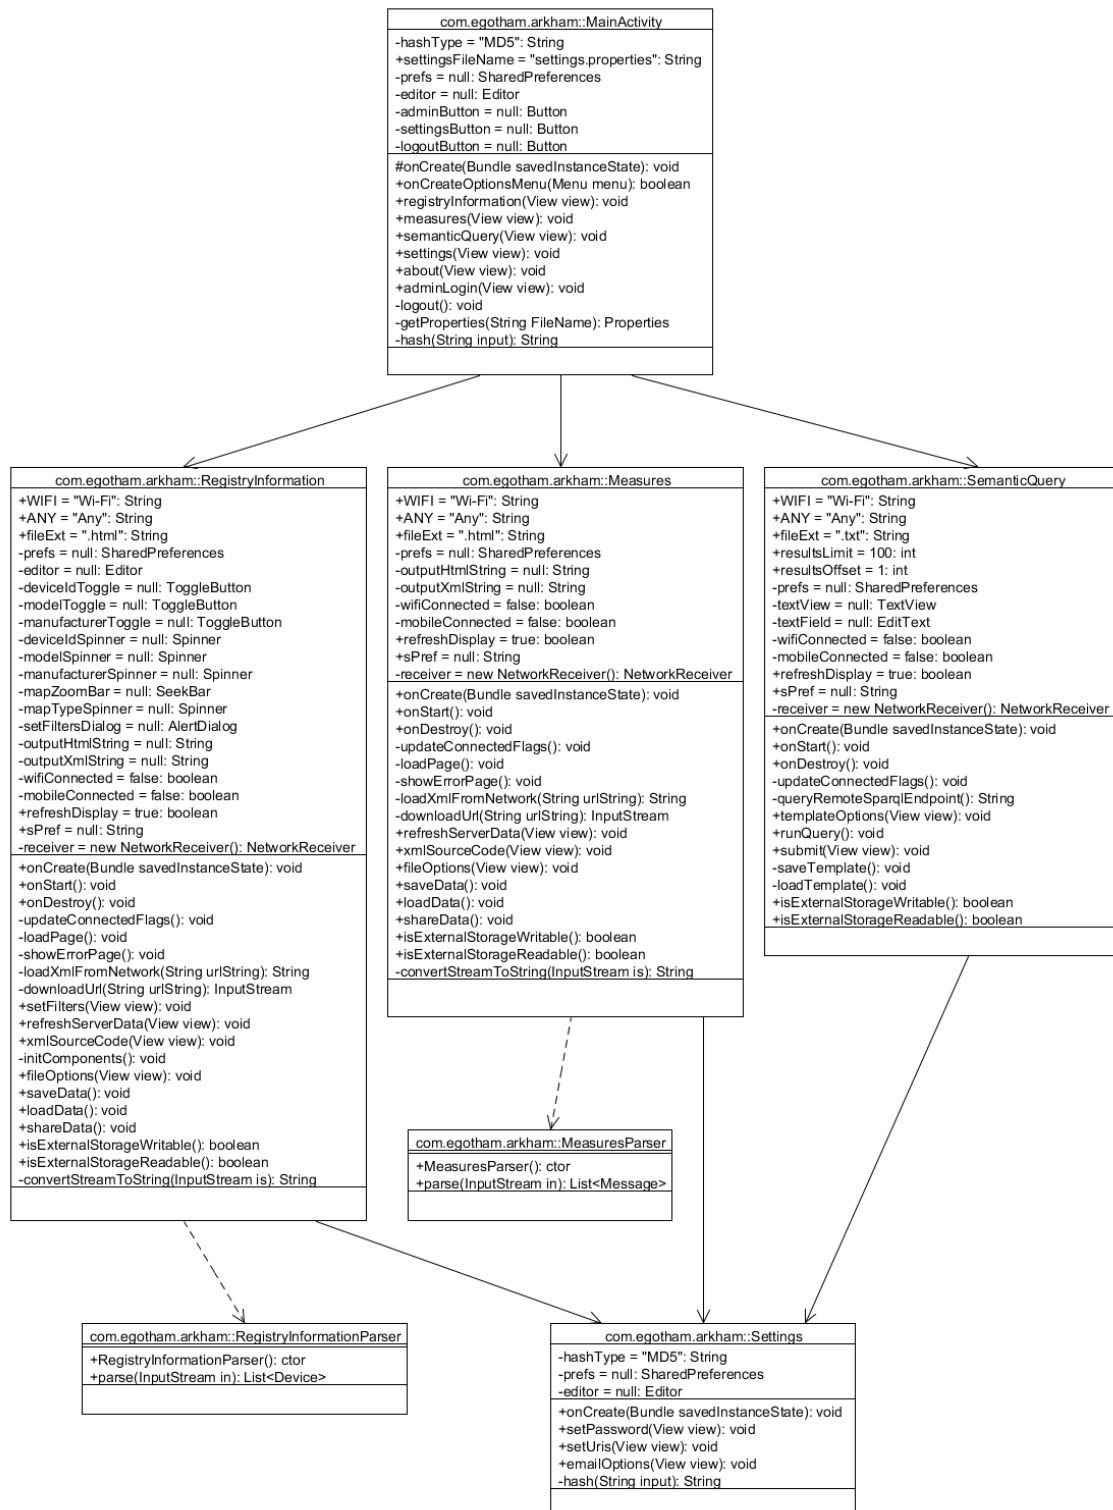 com.egotham.arkham::MainActivity
-hashType = "MD5": String
+settingsFileName = "settings.properties": String
-prefs = null: SharedPreferences
-editor = null: Editor
-adminButton = null: Button
-settingsButton = null: Button
-logoutButton = null: Button
#onCreate(Bundle savedInstanceState): void
+onCreateOptionsMenu(Menu menu): boolean
+registryInformation(View view): void
+measures(View view): void
+semanticQuery(View view): void
+settings(View view): void
+about(View view): void
+adminLogin(View view): void
-logout(): void
-getProperties(String FileName): Properties
-hash(String input): String
com.egotham.arkham::RegistryInformation
+WIFI = "Wi-Fi": String
+ANY = "Any": String
+fileExt = ".html": String
-prefs = null: SharedPreferences
-editor = null: Editor
-deviceIdToggle = null: ToggleButton
-modelToggle = null: ToggleButton
-manufacturerToggle = null: ToggleButton
-deviceIdSpinner = null: Spinner
-modelSpinner = null: Spinner
-manufacturerSpinner = null: Spinner
-mapZoomBar = null: SeekBar
-mapTypeSpinner = null: Spinner
-setFiltersDialog = null: AlertDialog
-outputHtmlString = null: String
-outputXmlString = null: String
-wifiConnected = false: boolean
-mobileConnected = false: boolean
+refreshDisplay = true: boolean
+sPref = null: String
-receiver = new NetworkReceiver(): NetworkReceiver
+onCreate(Bundle savedInstanceState): void
+onStart(): void
+onDestroy(): void
-updateConnectedFlags(): void
-loadPage(): void
-showErrorPage(): void
-loadXmlFromNetwork(String urlString): String
-downloadUrl(String urlString): InputStream
+setFilters(View view): void
+refreshServerData(View view): void
+xmlSourceCode(View view): void
-initComponents(): void
+fileOptions(View view): void
+saveData(): void
+loadData(): void
+shareData(): void
+isExternalStorageWritable(): boolean
+isExternalStorageReadable(): boolean
-convertStreamToString(InputStream is): String
com.egotham.arkham::Measures
+WIFI = "Wi-Fi": String
+ANY = "Any": String
+fileExt = ".html": String
-prefs = null: SharedPreferences
-outputHtmlString = null: String
-outputXmlString = null: String
-wifiConnected = false: boolean
-mobileConnected = false: boolean
+refreshDisplay = true: boolean
+sPref = null: String
-receiver = new NetworkReceiver(): NetworkReceiver
+onCreate(Bundle savedInstanceState): void
+onStart(): void
+onDestroy(): void
-updateConnectedFlags(): void
-loadPage(): void
-showErrorPage(): void
-loadXmlFromNetwork(String urlString): String
-downloadUrl(String urlString): InputStream
+refreshServerData(View view): void
+xmlSourceCode(View view): void
+fileOptions(View view): void
+saveData(): void
+loadData(): void
+shareData(): void
+isExternalStorageWritable(): boolean
+isExternalStorageReadable(): boolean
-convertStreamToString(InputStream is): String
com.egotham.arkham::SemanticQuery
+WIFI = "Wi-Fi": String
+ANY = "Any": String
+fileExt = ".txt": String
+resultsLimit = 100: int
+resultsOffset = 1: int
-prefs = null: SharedPreferences
-textView = null: TextView
-textField = null: EditText
-wifiConnected = false: boolean
-mobileConnected = false: boolean
+refreshDisplay = true: boolean
+sPref = null: String
-receiver = new NetworkReceiver(): NetworkReceiver
+onCreate(Bundle savedInstanceState): void
+onStart(): void
+onDestroy(): void
-updateConnectedFlags(): void
-queryRemoteSparqlEndpoint(): String
+templateOptions(View view): void
+runQuery(): void
+submit(View view): void
-saveTemplate(): void
-loadTemplate(): void
+isExternalStorageWritable(): boolean
+isExternalStorageReadable(): boolean
com.egotham.arkham::MeasuresParser
+MeasuresParser(): ctor
+parse(InputStream in): List<Message>
com.egotham.arkham::RegistryInformationParser
+RegistryInformationParser(): ctor
+parse(InputStream in): List<Device>
com.egotham.arkham::Settings
-hashType = "MD5": String
-prefs = null: SharedPreferences
-editor = null: Editor
+onCreate(Bundle savedInstanceState): void
+setPassword(View view): void
+setUris(View view): void
+emailOptions(View view): void
-hash(String input): String